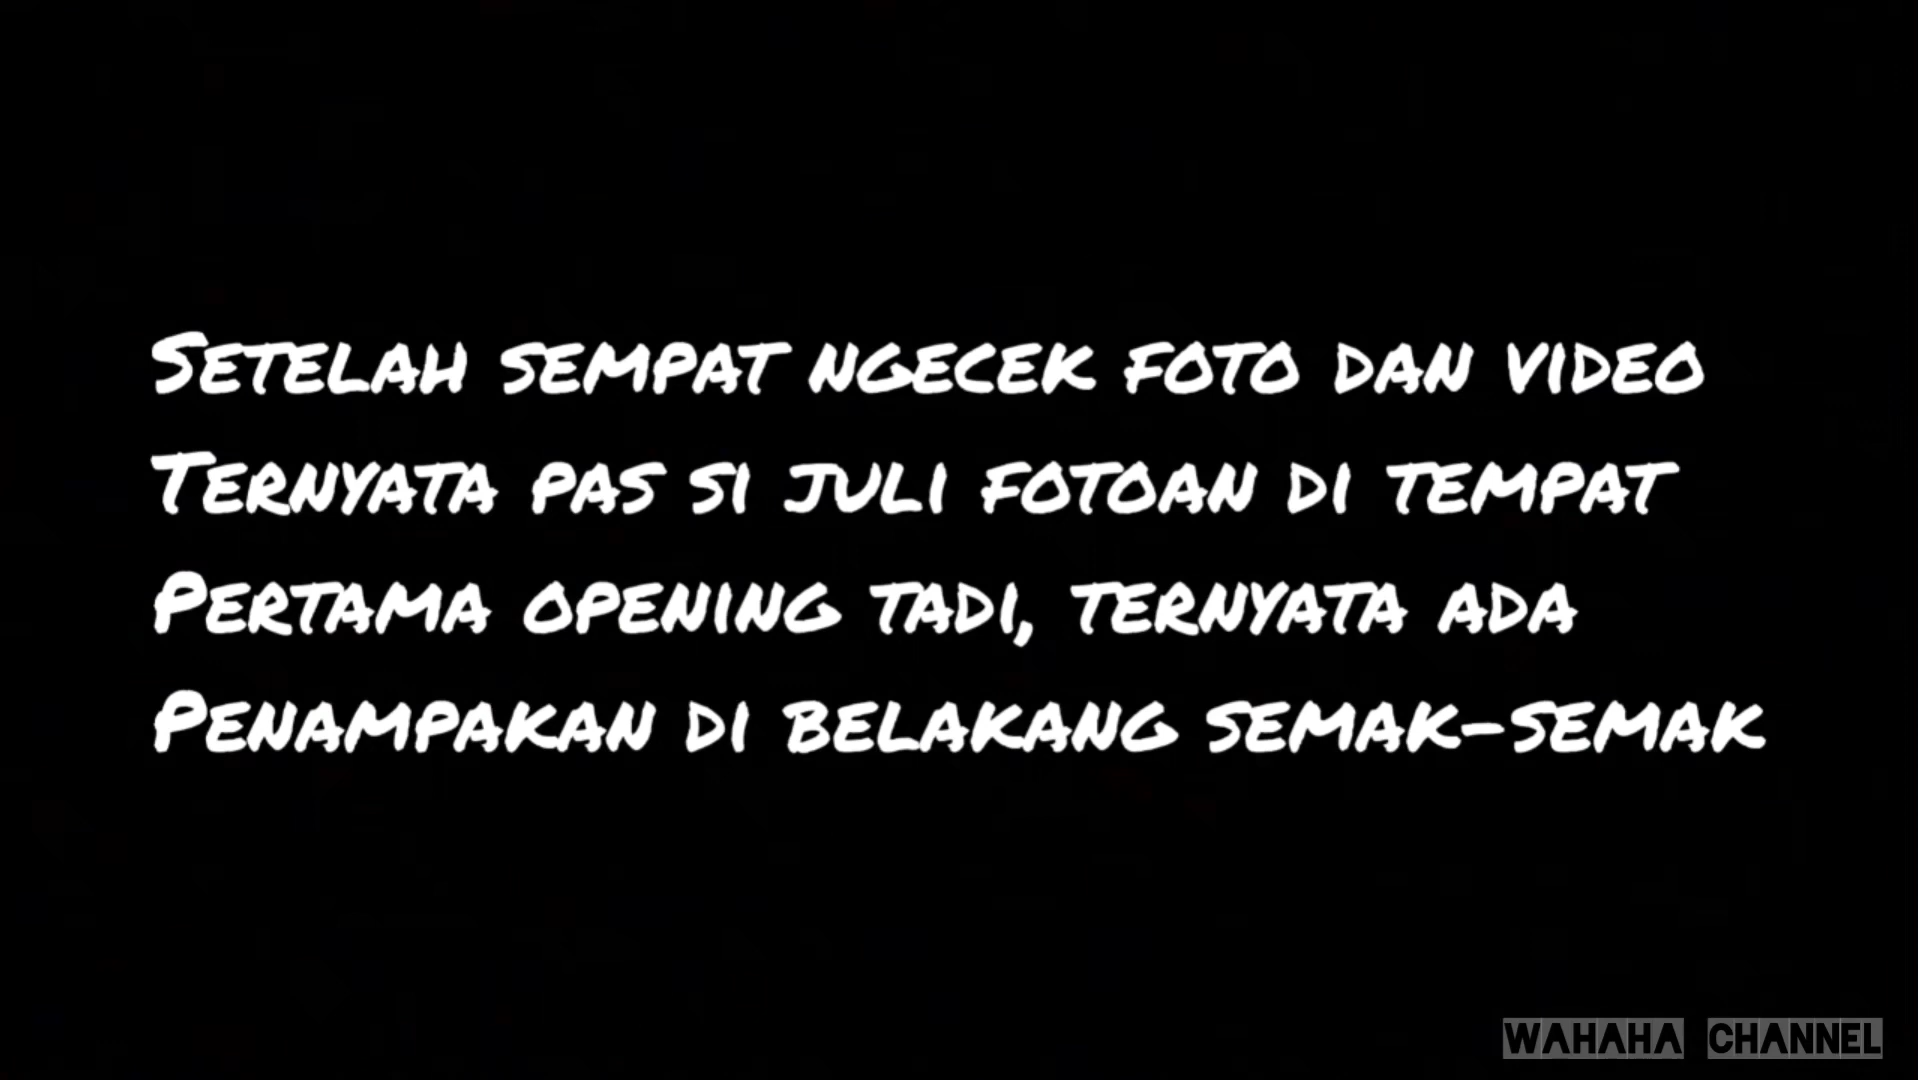 Setelah sempat ngecek foto dan video
Ternyata pas si juli fotoan di tempat
Pertama opening tadi, ternyata ada
Penampakan di belakang semak-semak
WAHAHA CHANNEL